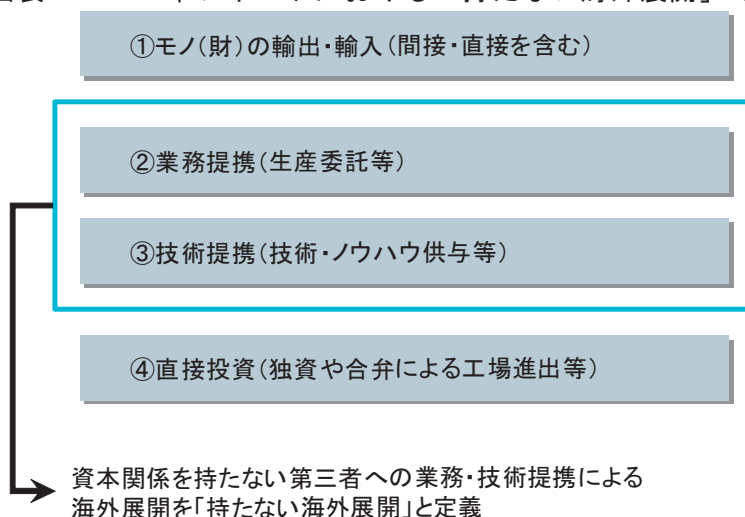 ①モノ(財)の輸出・輸入(間接・直接を含む)
②業務提携(生産委託等)
③技術提携(技術・ノウハウ供与等)
④直接投資(独資や合弁による工場進出等)
資本関係を持たない第三者への業務・技術提携による
海外展開を「持たない海外展開」と定義